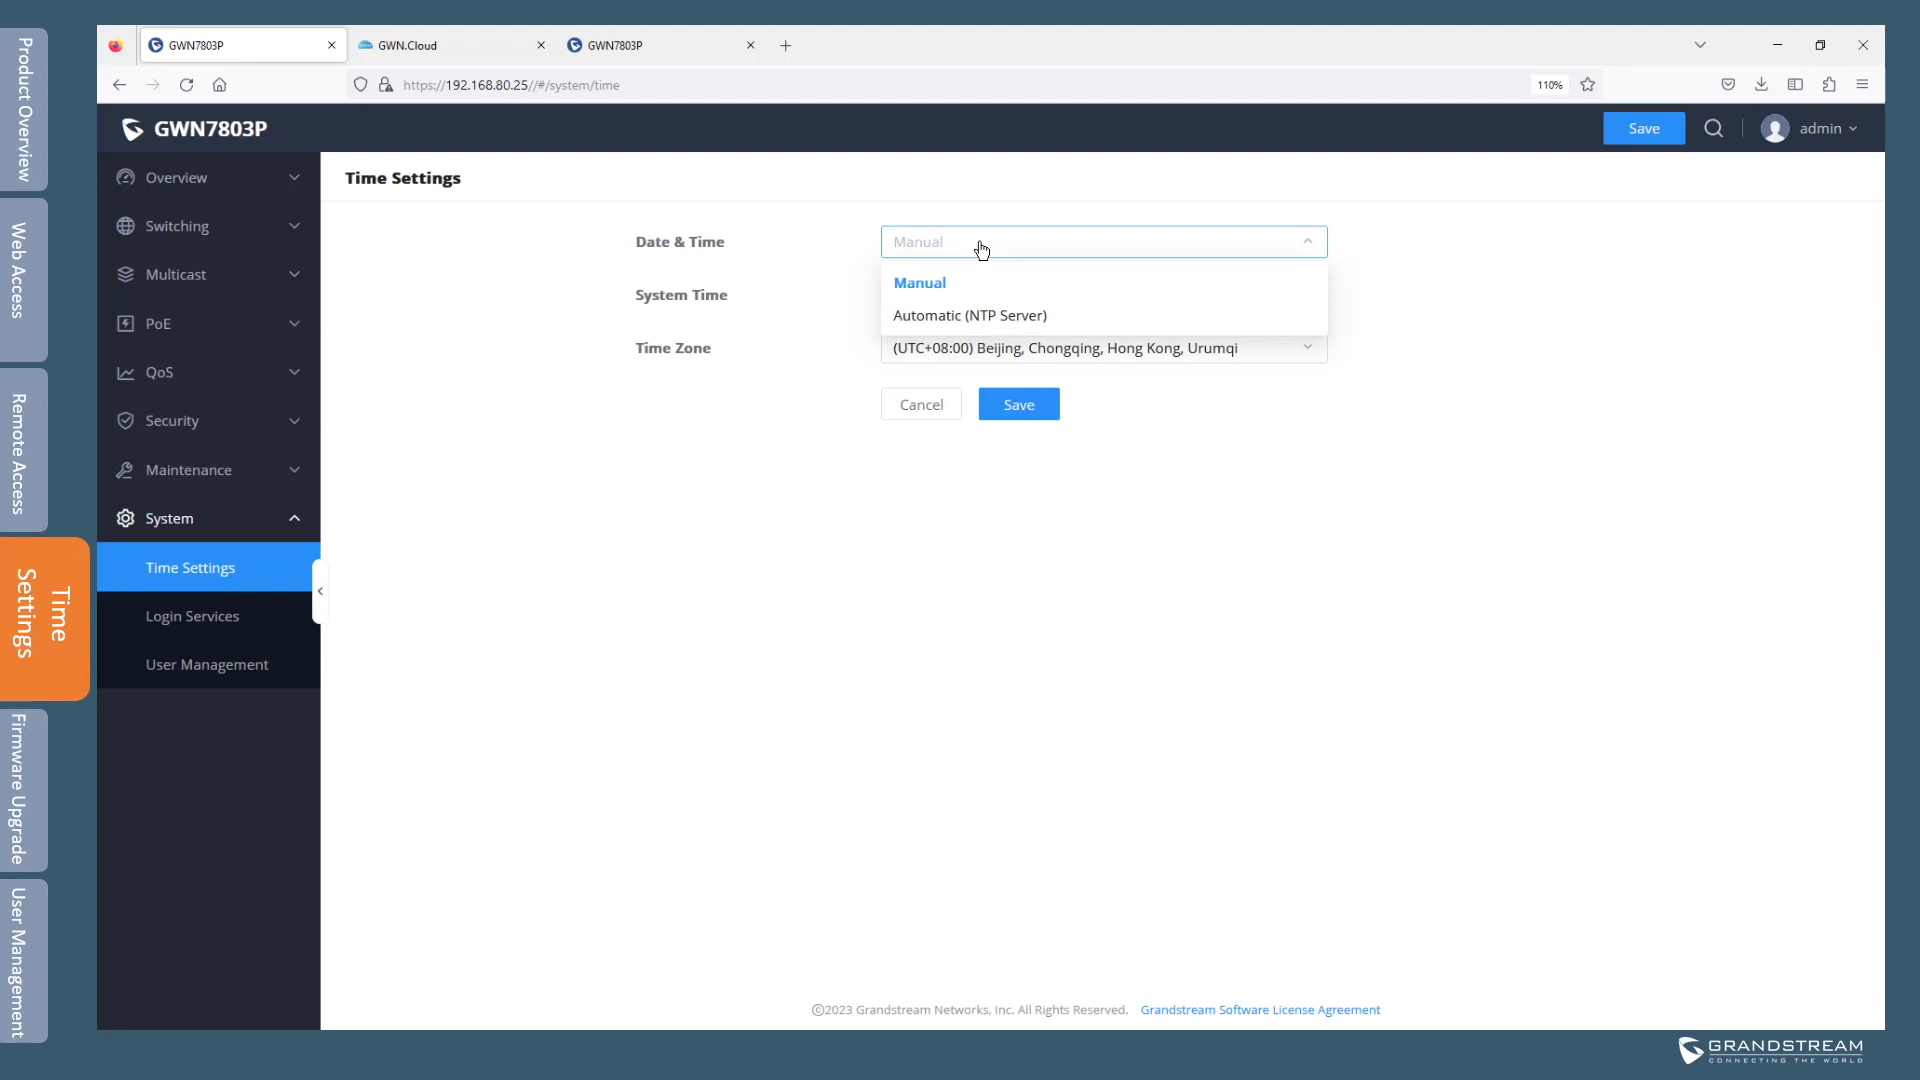 Product Overview
Web Access
Remote Access
Time
Settings
Firmware Upgrade
User Management
GWN7803P
GWN.Cloud
GWN7803P
https://192.168.80.25//#/system/time
110%
GWN7803P
Save
admin
Overview
Switching
Multicast
PoE
QoS
Security
Maintenance
System
Time Settings
Login Services
User Management
Time Settings
Date & Time
Manual
Manual
Automatic (NTP Server)
System Time
Time Zone
(UTC+08:00) Beijing, Chongqing, Hong Kong, Urumqi
Cancel
Save
©2023 Grandstream Networks, Inc. All Rights Reserved. Grandstream Software License Agreement
GRANDSTREAM
CONNECTING THE WORLD